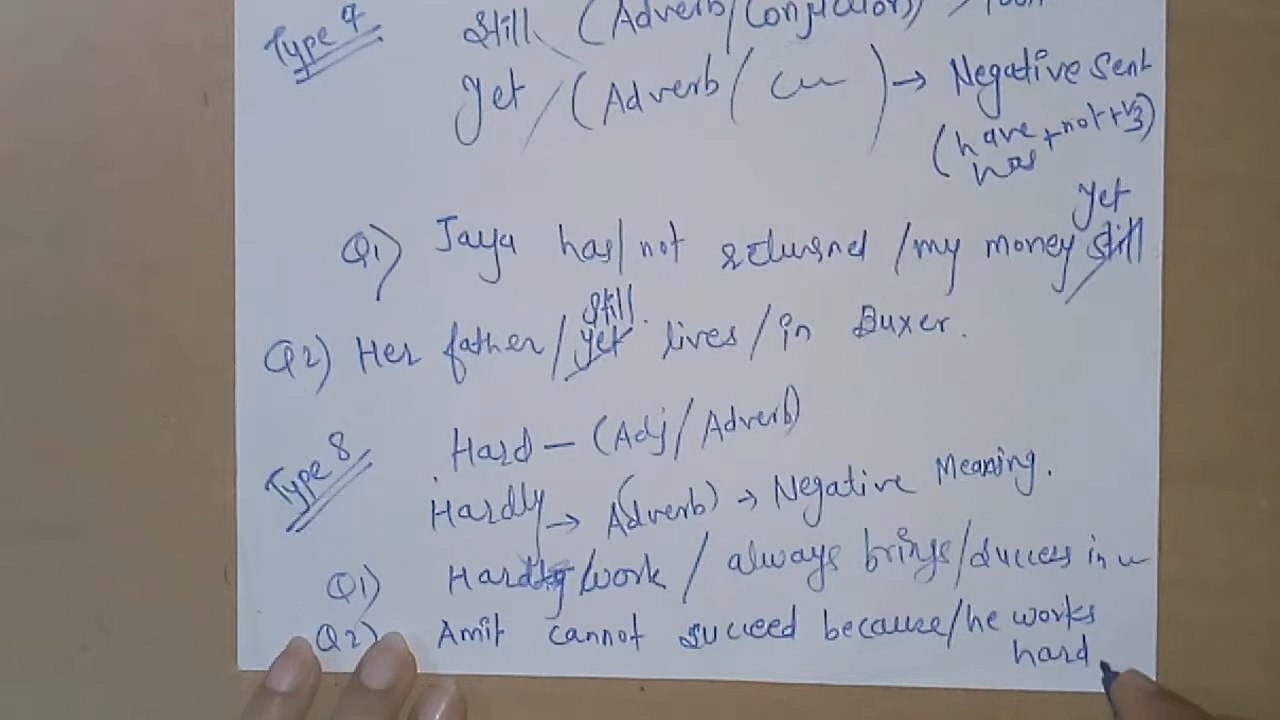 Type 7
Still (Adverb/Conjuctors)
Yet / (Adverb / ) → Negative Sent
(have + not + V3)
has
yet
Q1) Jaya has/ not returned / my money still
still.
Q2) Her father / yet lives / in Buxer.
Type 8
Hard – (Adj / Adverb)
Hardly → (Adverb) → Negative Meaning.
Q1) Hardly / work / always brings / success in
Q2) Amit cannot succeed because / he works
hard